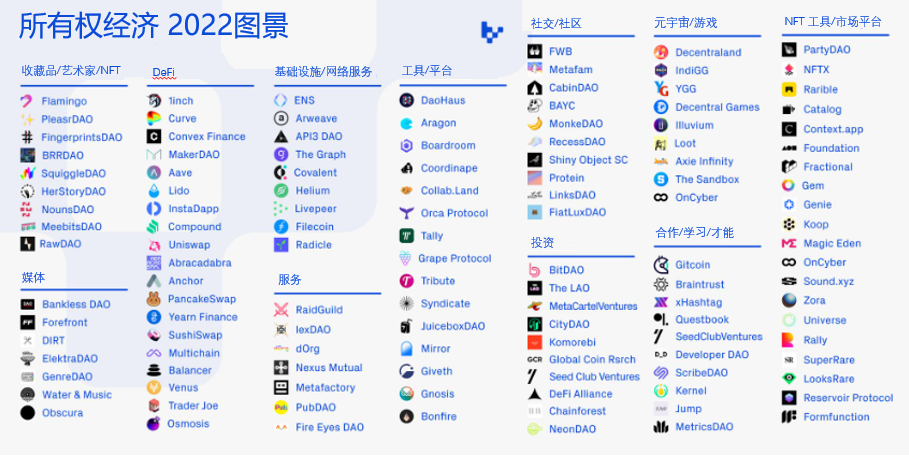 所有权经济 2022图景
收藏品/艺术家/NFT
Flamingo
PleasrDAO
FingerprintsDAO
BRRDAO
SquiggleDAO
HerStoryDAO
NounsDAO
MeebitsDAO
RawDAO
媒体
Bankless DAO
Forefront
DIRT
ElektraDAO
GenreDAO
Water & Music
Obscura
DeFi
1inch
Curve
Convex Finance
MakerDAO
Aave
Lido
InstaDapp
Compound
Uniswap
Abracadabra
Anchor
PancakeSwap
Yearn Finance
SushiSwap
Multichain
Balancer
Venus
Trader Joe
Osmosis
基础设施/网络服务
ENS
Arweave
API3 DAO
The Graph
Covalent
Helium
Livepeer
Filecoin
Radicle
服务
RaidGuild
IexDAO
dOrg
Nexus Mutual
Metafactory
PubDAO
Fire Eyes DAO
工具/平台
DaoHaus
Aragon
Boardroom
Coordinape
Collab.Land
Orca Protocol
Tally
Grape Protocol
Tribute
Syndicate
JuiceboxDAO
Mirror
Giveth
Gnosis
Bonfire
社交/社区
FWB
Metafam
CabinDAO
BAYC
MonkeDAO
RecessDAO
Shiny Object SC
Protein
LinksDAO
FiatLuxDAO
投资
BitDAO
The LAO
MetaCartelVentures
CityDAO
Komorebi
GCR Global Coin Rsrch
Seed Club Ventures
DeFi Alliance
Chainforest
NeonDAO
元宇宙/游戏
Decentraland
IndiGG
YGG
Decentral Games
Illuvium
Loot
Axie Infinity
The Sandbox
OnCyber
合作/学习/才能
Gitcoin
Braintrust
xHashtag
Questbook
SeedClubVentures
D_D Developer DAO
ScribeDAO
Kernel
Jump
MetricsDAO
NFT 工具/市场平台
PartyDAO
NFTX
Rarible
Catalog
Context.app
Foundation
Fractional
Gem
Genie
Koop
Magic Eden
OnCyber
Sound.xyz
Zora
Universe
Rally
SR SuperRare
LooksRare
Reservoir Protocol
Formfunction